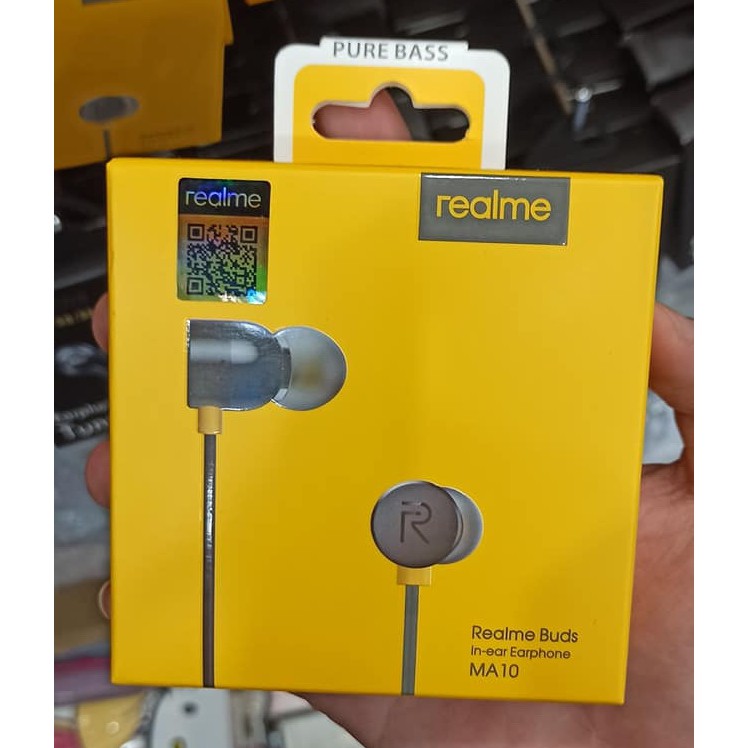 PURE BASS
realme
realme
R
Realme Buds
in-ear Earphone
MA10